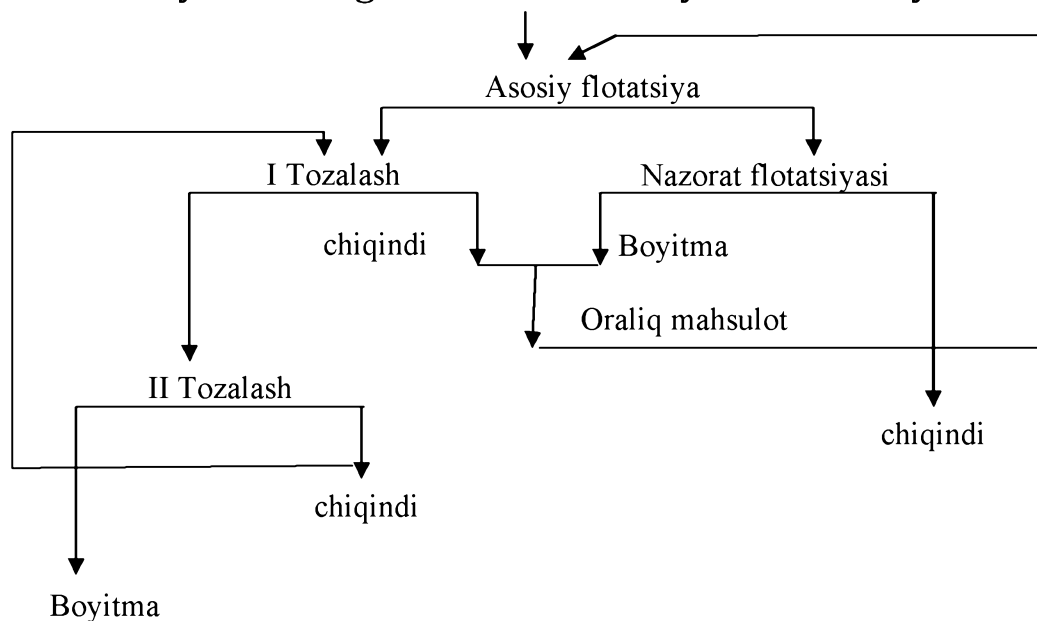 Asosiy flotatsiya
I Tozalash
Nazorat flotatsiyasi
chiqindi
Boyitma
Oraliq mahsulot
II Tozalash
chiqindi
chiqindi
Boyitma